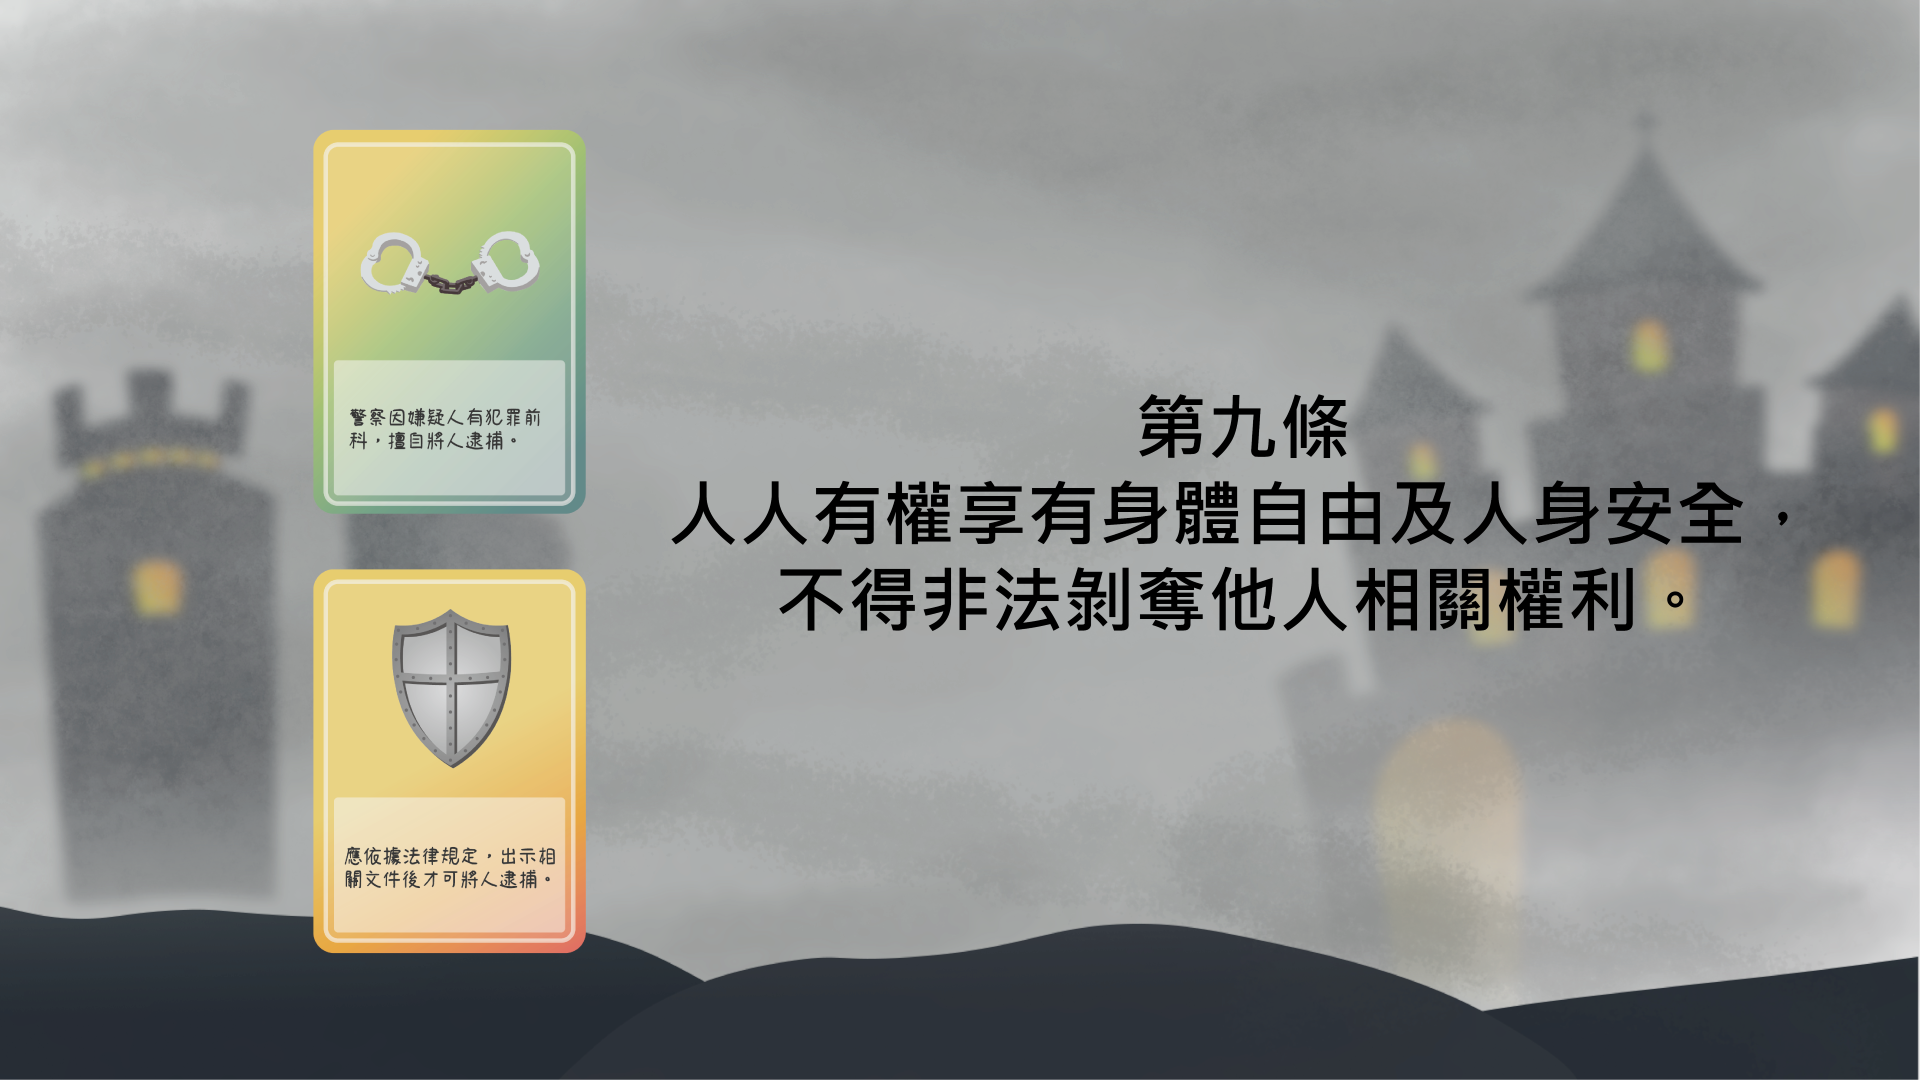 警察因嫌疑人有犯罪前
科，擅自將人逮捕。
應依據法律規定，出示相
關文件後才可將人逮捕。
第九條
人人有權享有身體自由及人身安全，
不得非法剝奪他人相關權利。